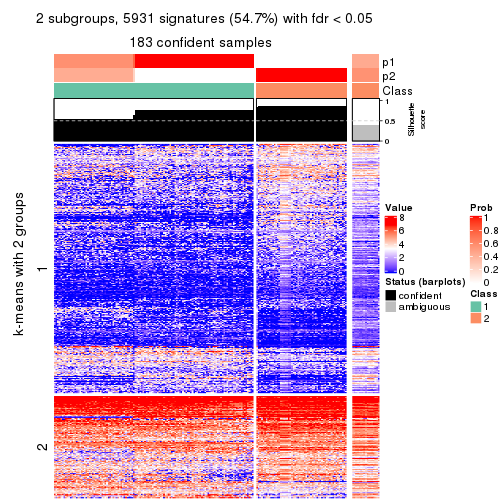 2 subgroups, 5931 signatures (54.7%) with fdr < 0.05
183 confident samples
p1
p2
Class
1
0.5
0
Silhouette
score
k-means with 2 groups
1
2
Value
8
6
4
2
0
Status (barplots)
confident
ambiguous
Prob
1
0.8
0.6
0.4
0.2
0
Class
1
2